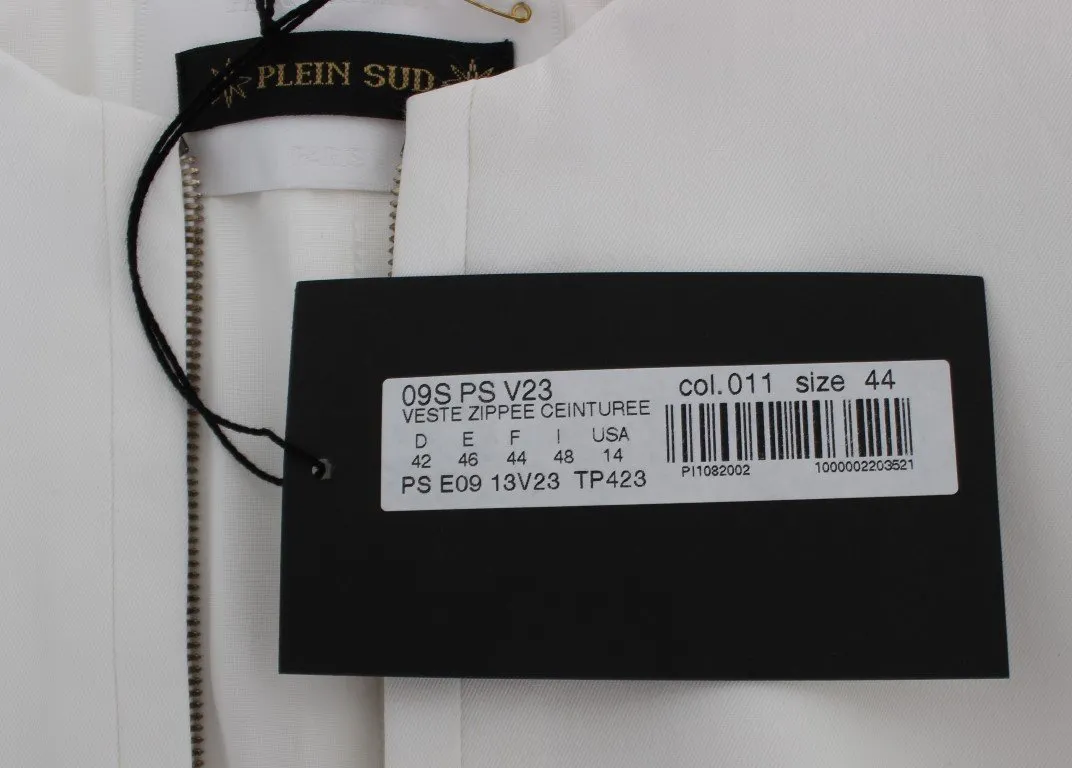 PLEIN SUD
PARIS
09S PS V23
VESTE ZIPPEE CEINTUREE
D E F I USA
42 46 44 48 14
PS E09 13V23 TP423
col.011 size 44
PI1082002 1000002203521